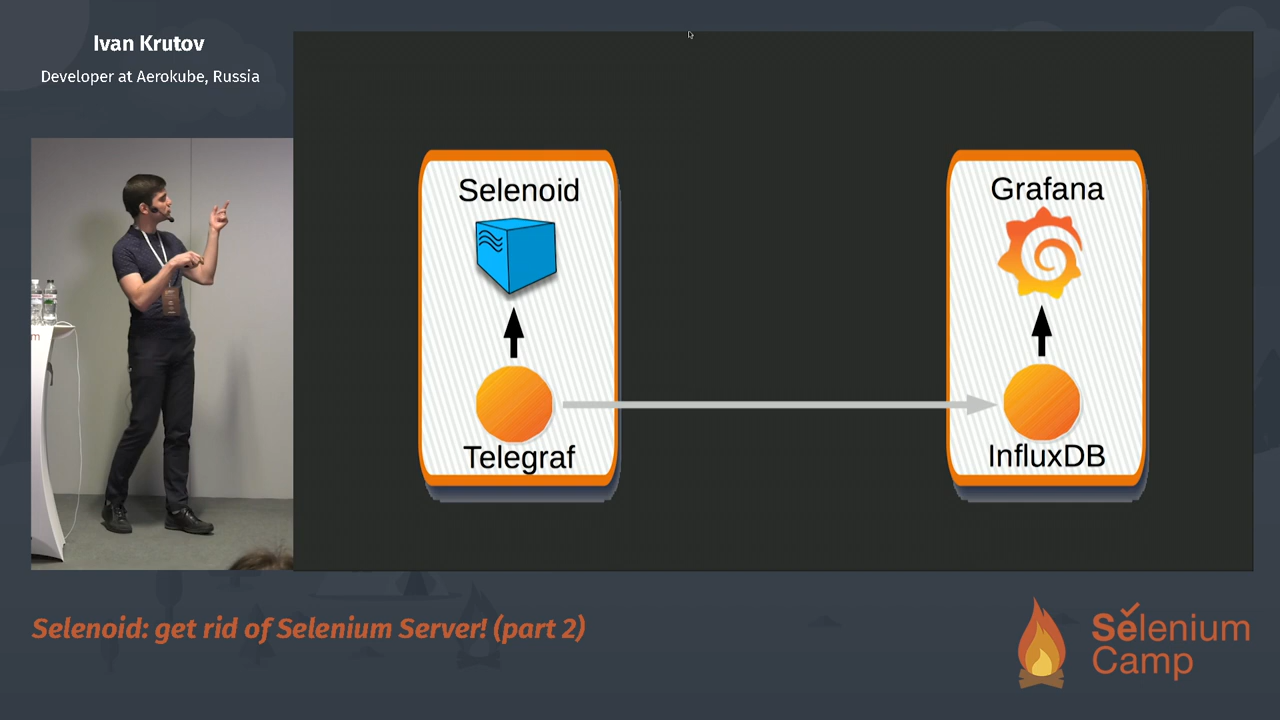 Ivan Krutov
Developer at Aerokube, Russia
Selenoid
Telegraf
Grafana
InfluxDB
m
Selenoid: get rid of Selenium Server! (part 2)
Selenium
Camp